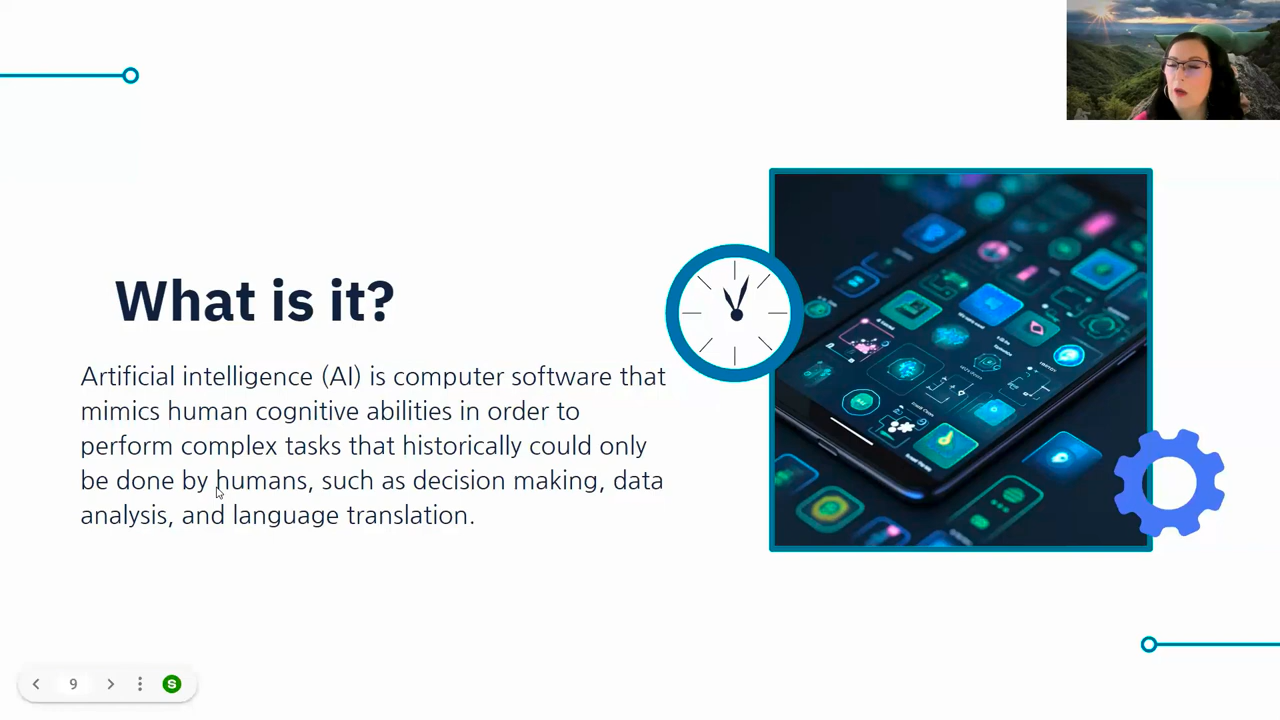 What is it?
Artificial intelligence (AI) is computer software that
mimics human cognitive abilities in order to
perform complex tasks that historically could only
be done by humans, such as decision making, data
analysis, and language translation.
9
S